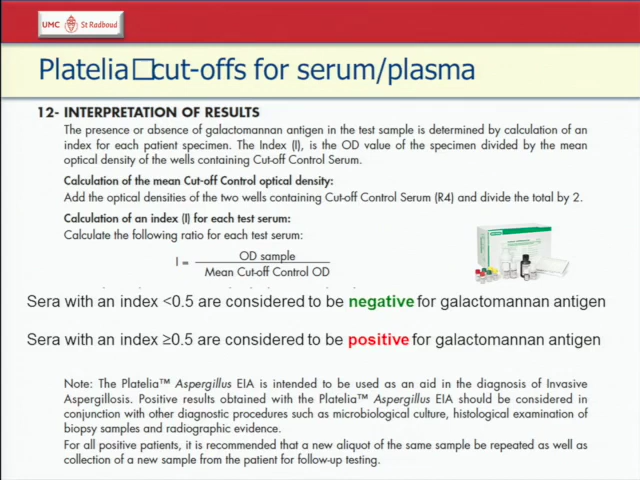 UMC St Radboud
Platelia□cut-offs for serum/plasma
12- INTERPRETATION OF RESULTS
The presence or absence of galactomannan antigen in the test sample is determined by calculation of an
index for each patient specimen. The Index (I), is the OD value of the specimen divided by the mean
optical density of the wells containing Cut-off Control Serum.
Calculation of the mean Cut-off Control optical density:
Add the optical densities of the two wells containing Cut-off Control Serum (R4) and divide the total by 2.
Calculation of an index (I) for each test serum:
Calculate the following ratio for each test serum:
I = OD sample
Mean Cut-off Control OD
Sera with an index <0.5 are considered to be negative for galactomannan antigen
Sera with an index ≥0.5 are considered to be positive for galactomannan antigen
Note: The Platelia™ Aspergillus EIA is intended to be used as an aid in the diagnosis of Invasive
Aspergillosis. Positive results obtained with the Platelia™ Aspergillus EIA should be considered in
conjunction with other diagnostic procedures such as microbiological culture, histological examination of
biopsy samples and radiographic evidence.
For all positive patients, it is recommended that a new aliquot of the same sample be repeated as well as
collection of a new sample from the patient for follow-up testing.